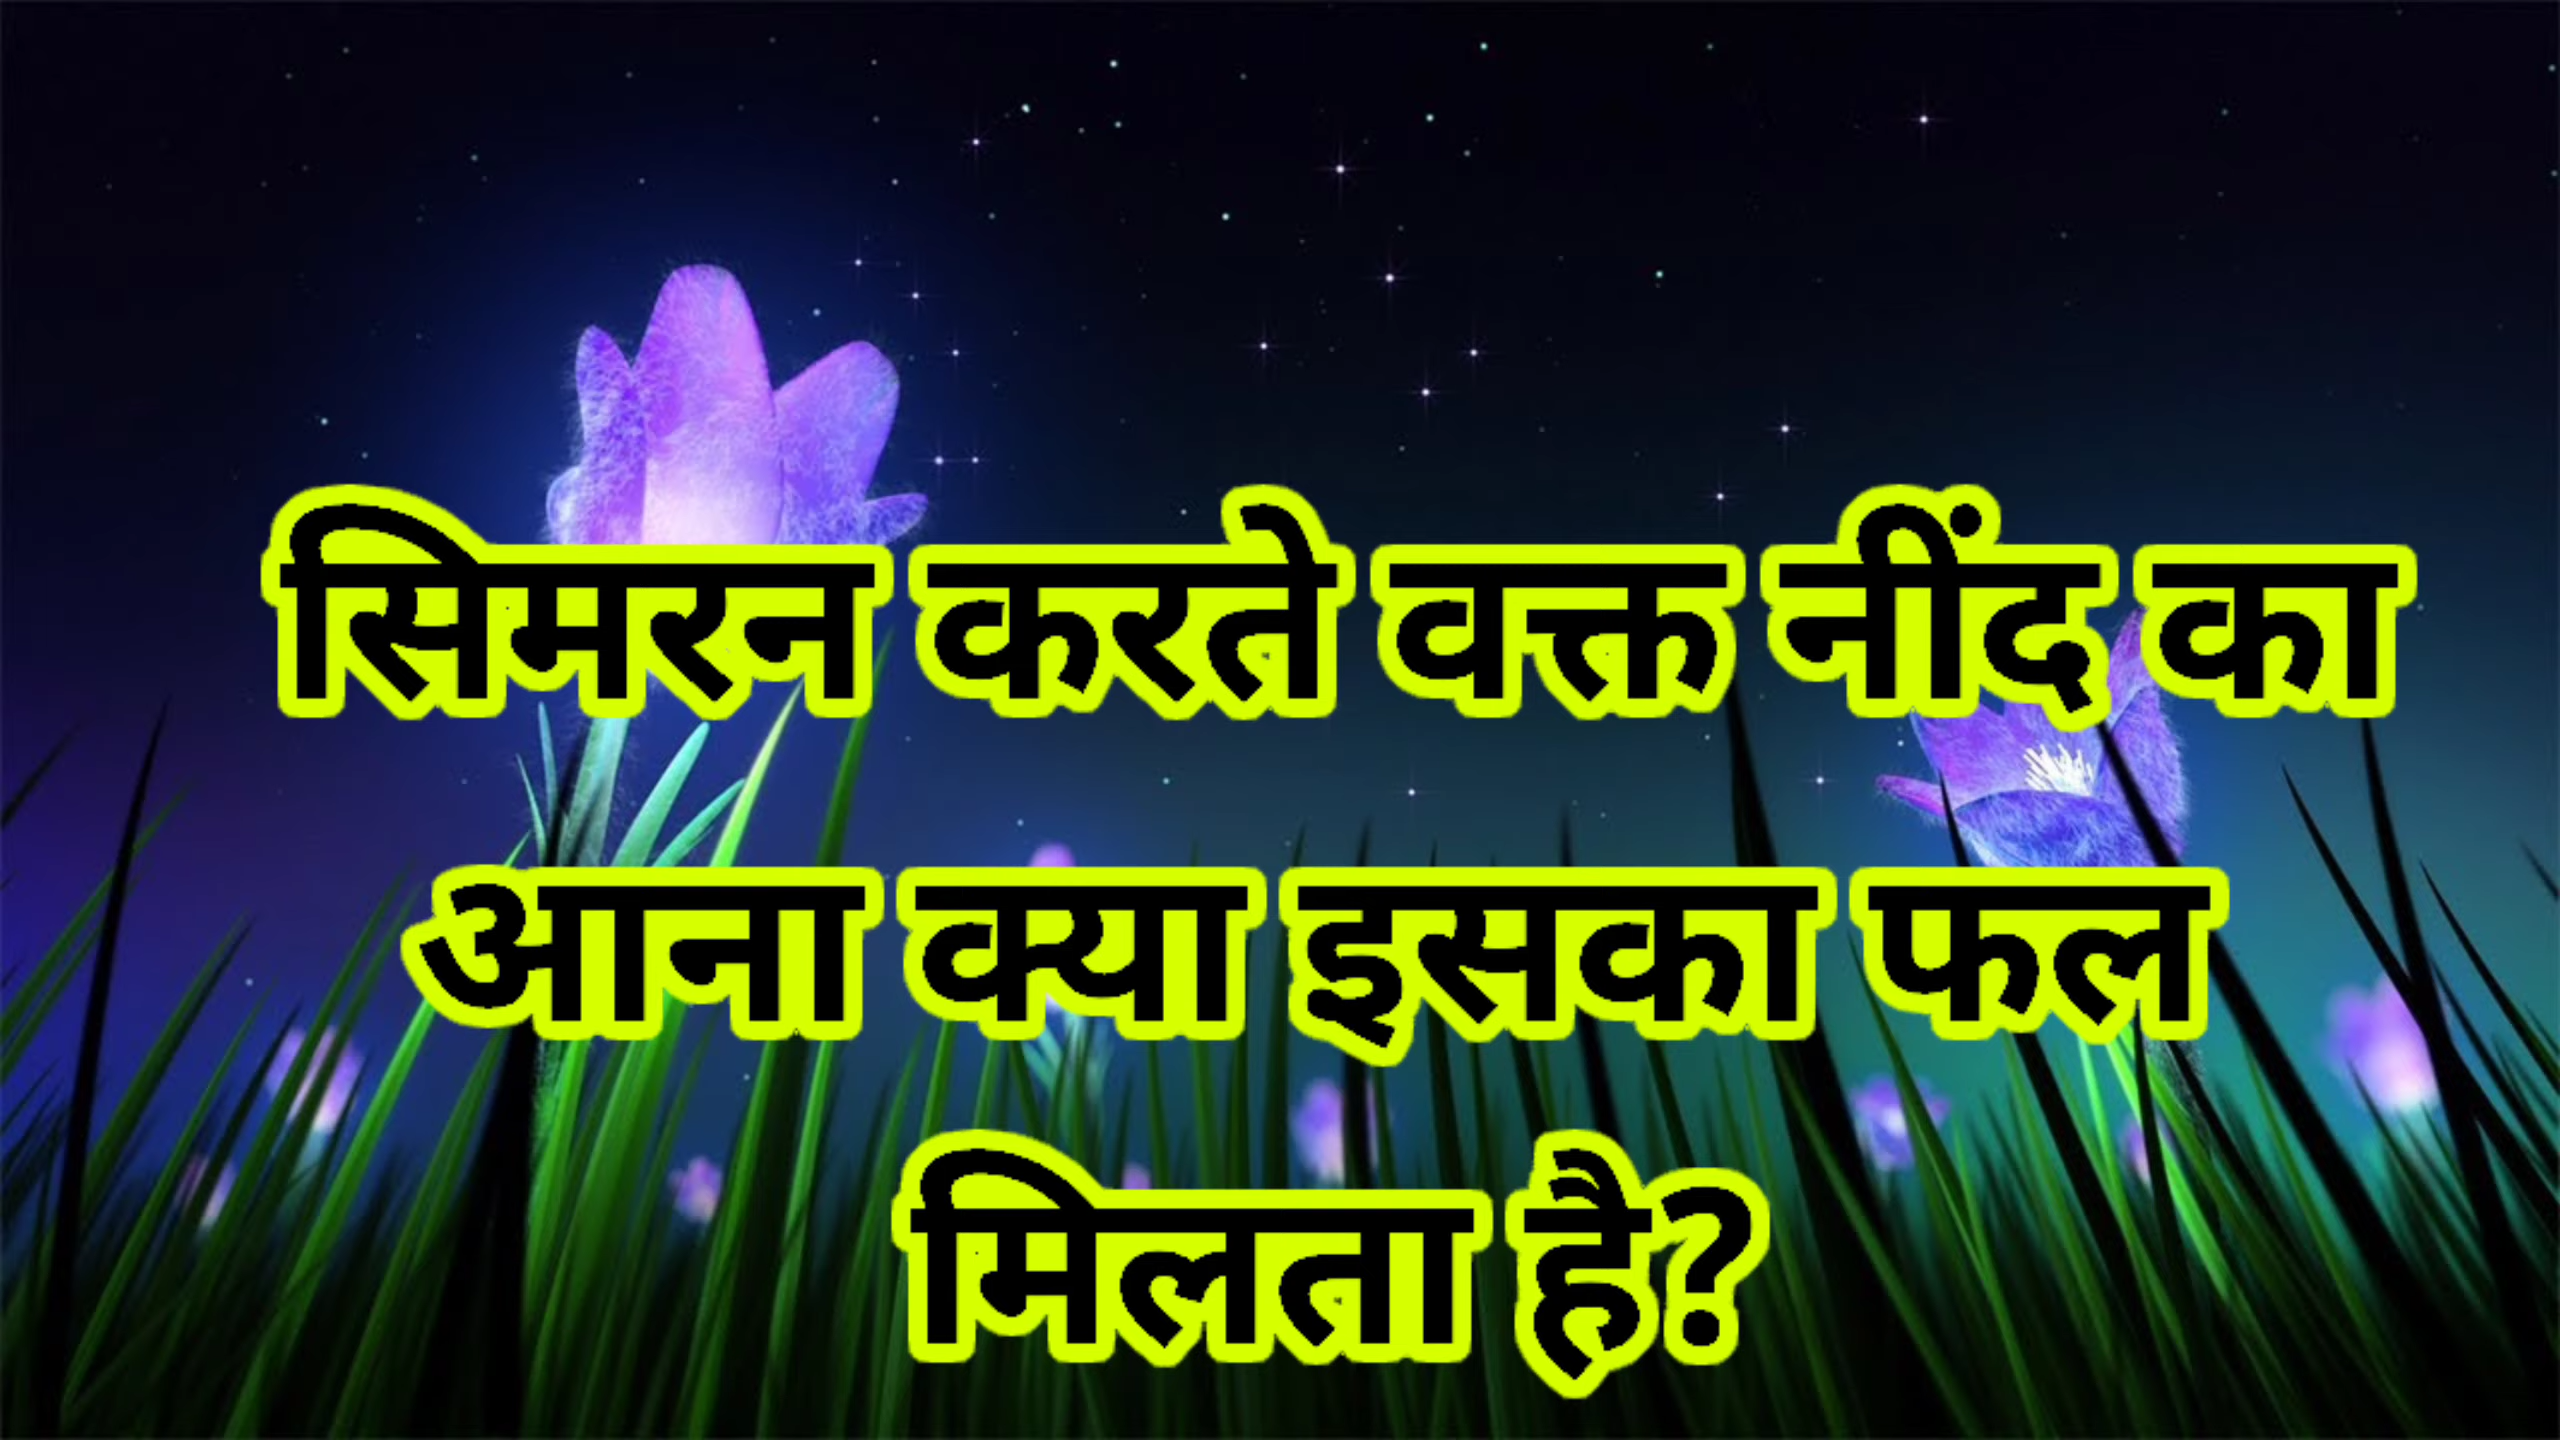 सिमरन करते वक्त नींद का
आना क्या इसका फल
मिलता है?